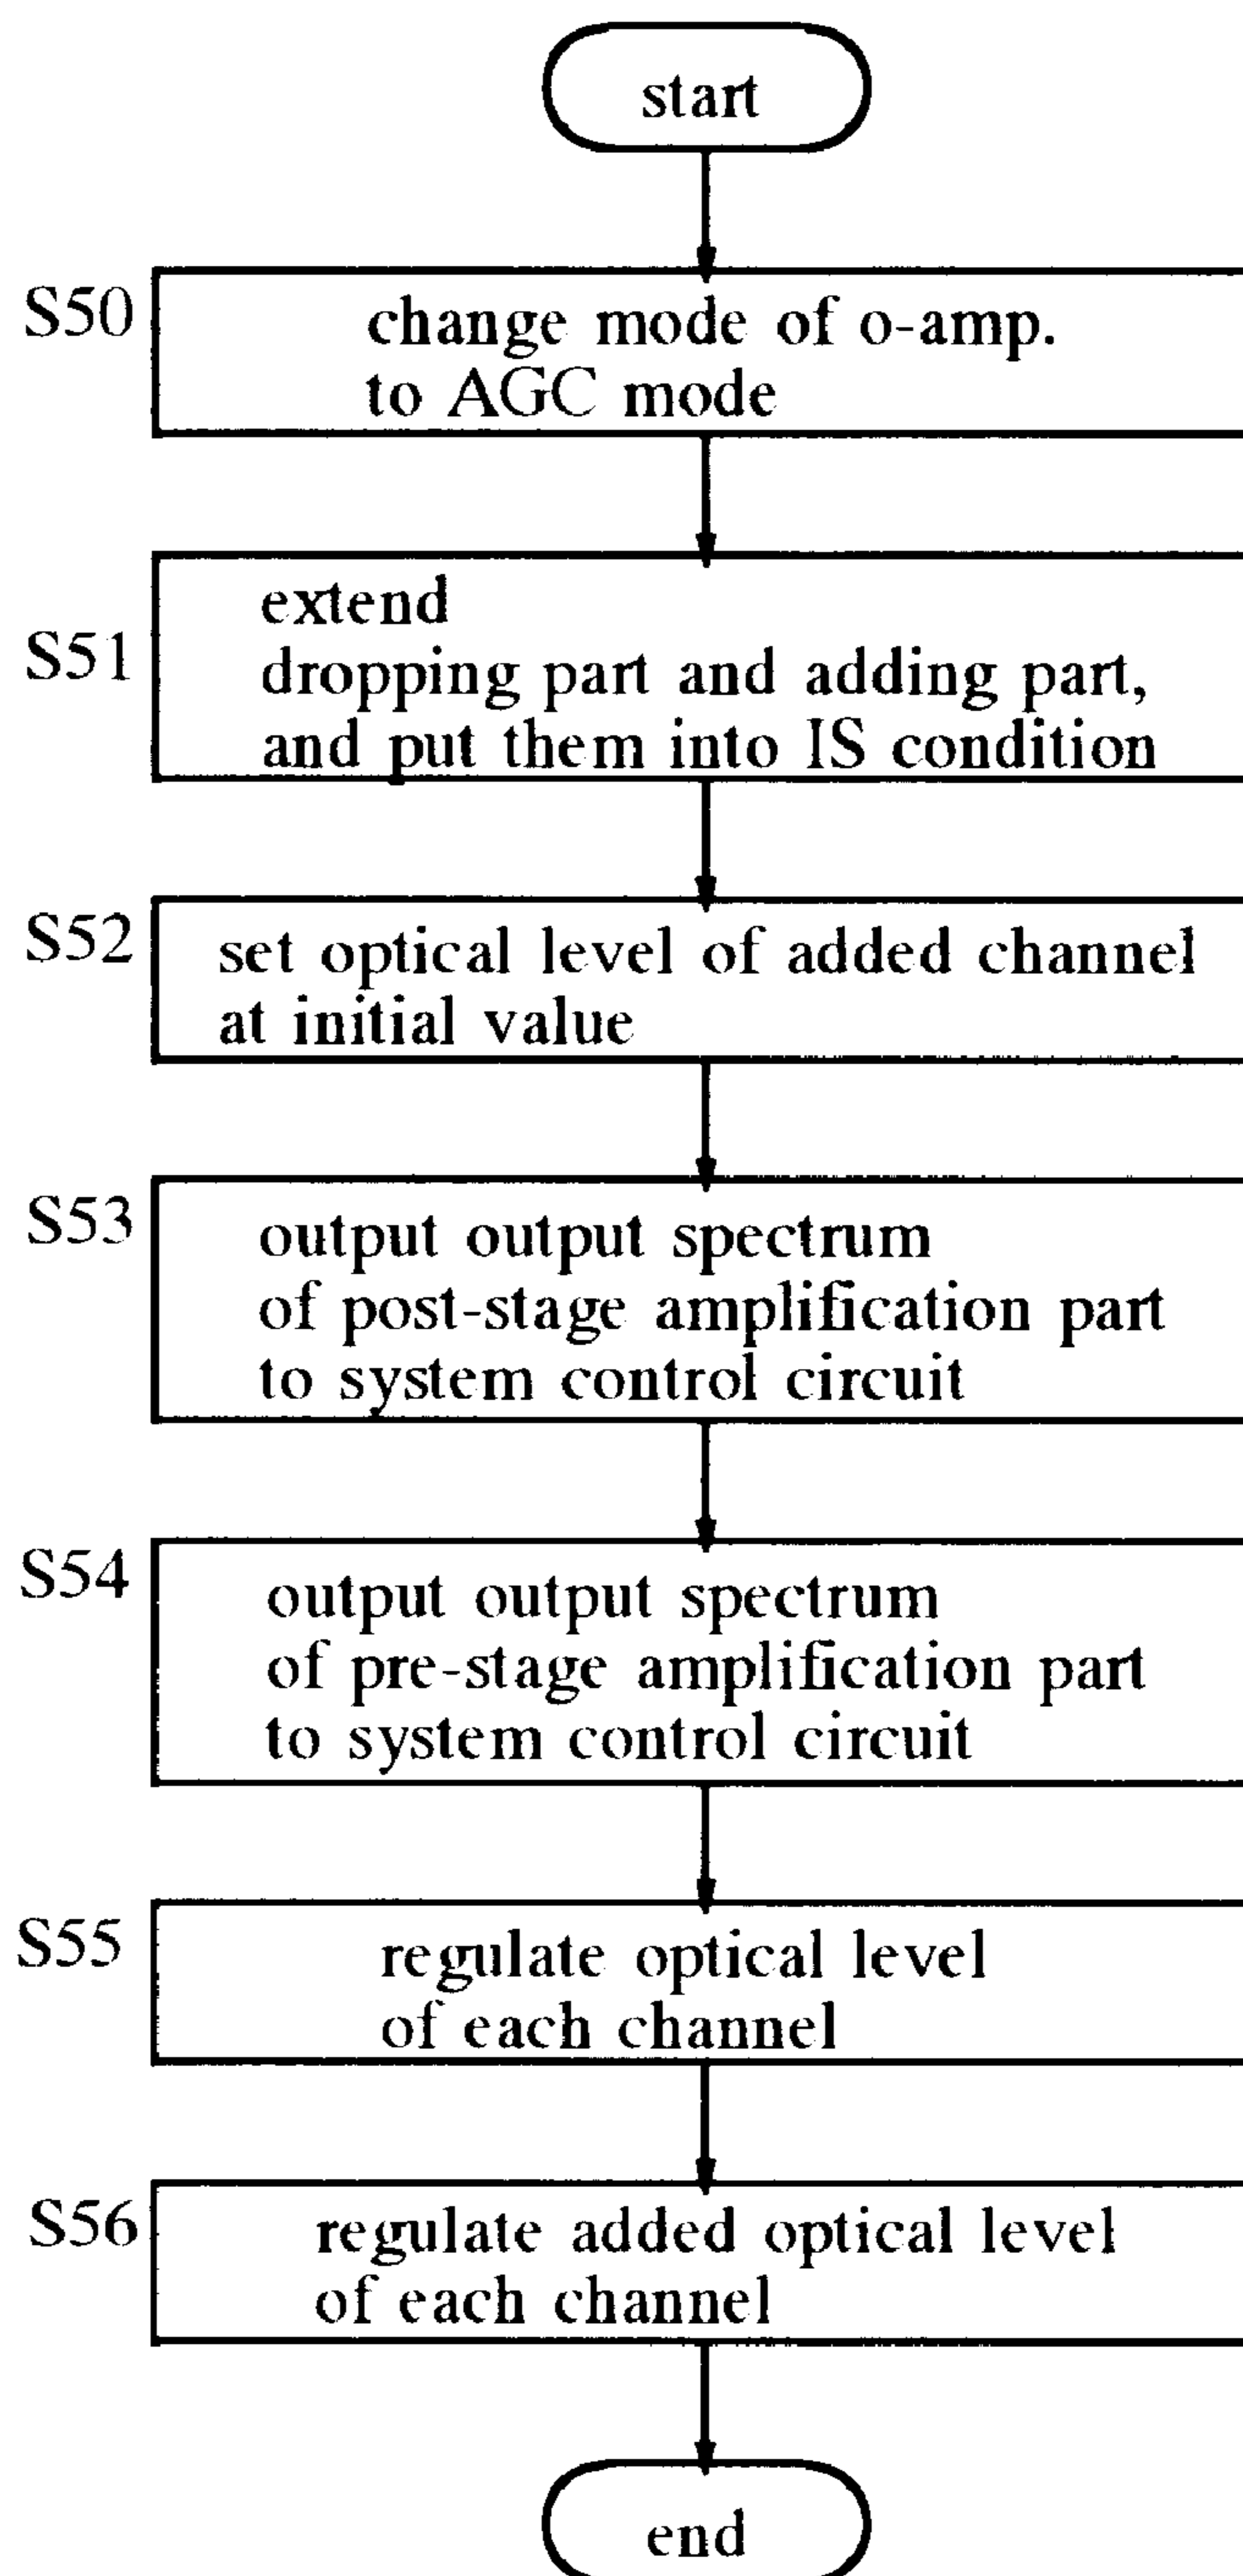 start
S50
change mode of o-amp.
to AGC mode
S51
extend
dropping part and adding part,
and put them into IS condition
S52
set optical level of added channel
at initial value
S53
output output spectrum
of post-stage amplification part
to system control circuit
S54
output output spectrum
of pre-stage amplification part
to system control circuit
S55
regulate optical level
of each channel
S56
regulate added optical level
of each channel
end